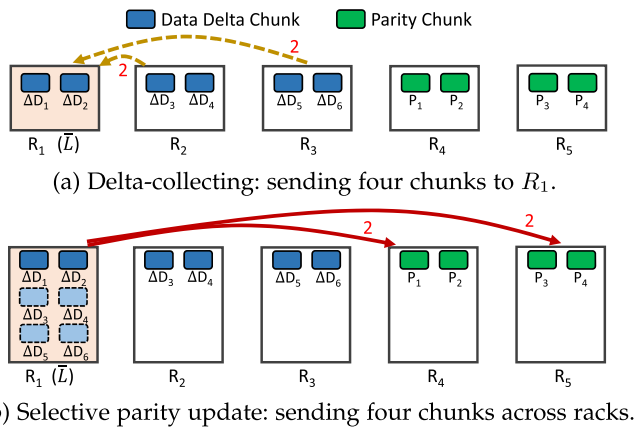 Data Delta Chunk Parity Chunk
2
2
ΔD₁ ΔD₂ ΔD₃ ΔD₄ ΔD₅ ΔD₆ P₁ P₂ P₃ P₄
R₁ (L̅) R₂ R₃ R₄ R₅
(a) Delta-collecting: sending four chunks to R₁.
2 2
ΔD₁ ΔD₂ ΔD₃ ΔD₄ ΔD₅ ΔD₆ P₁ P₂ P₃ P₄
ΔD₃ ΔD₄
ΔD₅ ΔD₆
R₁ (L̅) R₂ R₃ R₄ R₅
) Selective parity update: sending four chunks across racks.